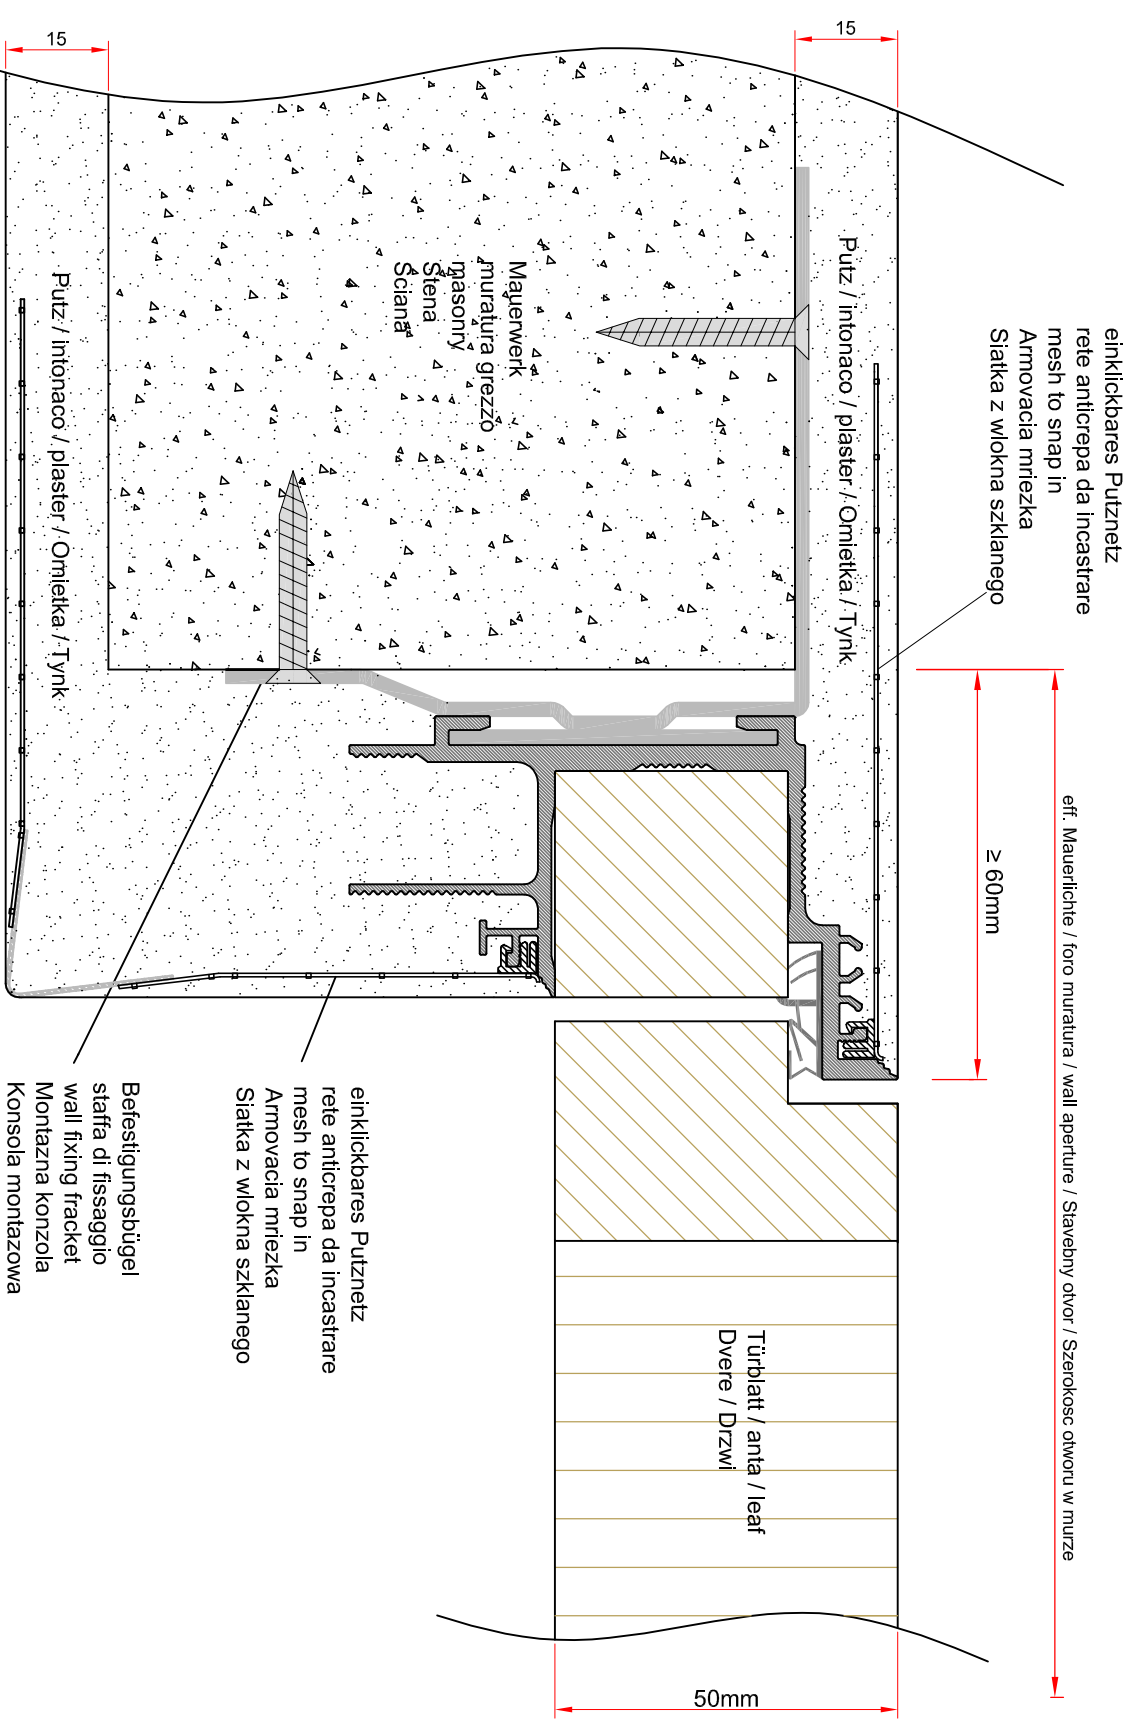 15
15
einklickbares Putznetz
rete anticrepa da incastrare
mesh to snap in
Armovacia mriezka
Siatka z wlokna szklanego
Putz / intonaco / plaster / Omietka / Tynk
Mauerwerk
muratura grezzo
masonry
Stena
Sciana
Putz / intonaco / plaster / Omietka / Tynk
≥ 60mm
eff. Mauerlichte / foro muratura / wall aperture / Stavebny otvor / Szerokosc otworu w murze
einklickbares Putznetz
rete anticrepa da incastrare
mesh to snap in
Armovacia mriezka
Siatka z wlokna szklanego
Befestigungsbügel
staffa di fissaggio
wall fixing fracket
Montazna konzola
Konsola montazowa
Türblatt / anta / leaf
Dvere / Drzwi
50mm